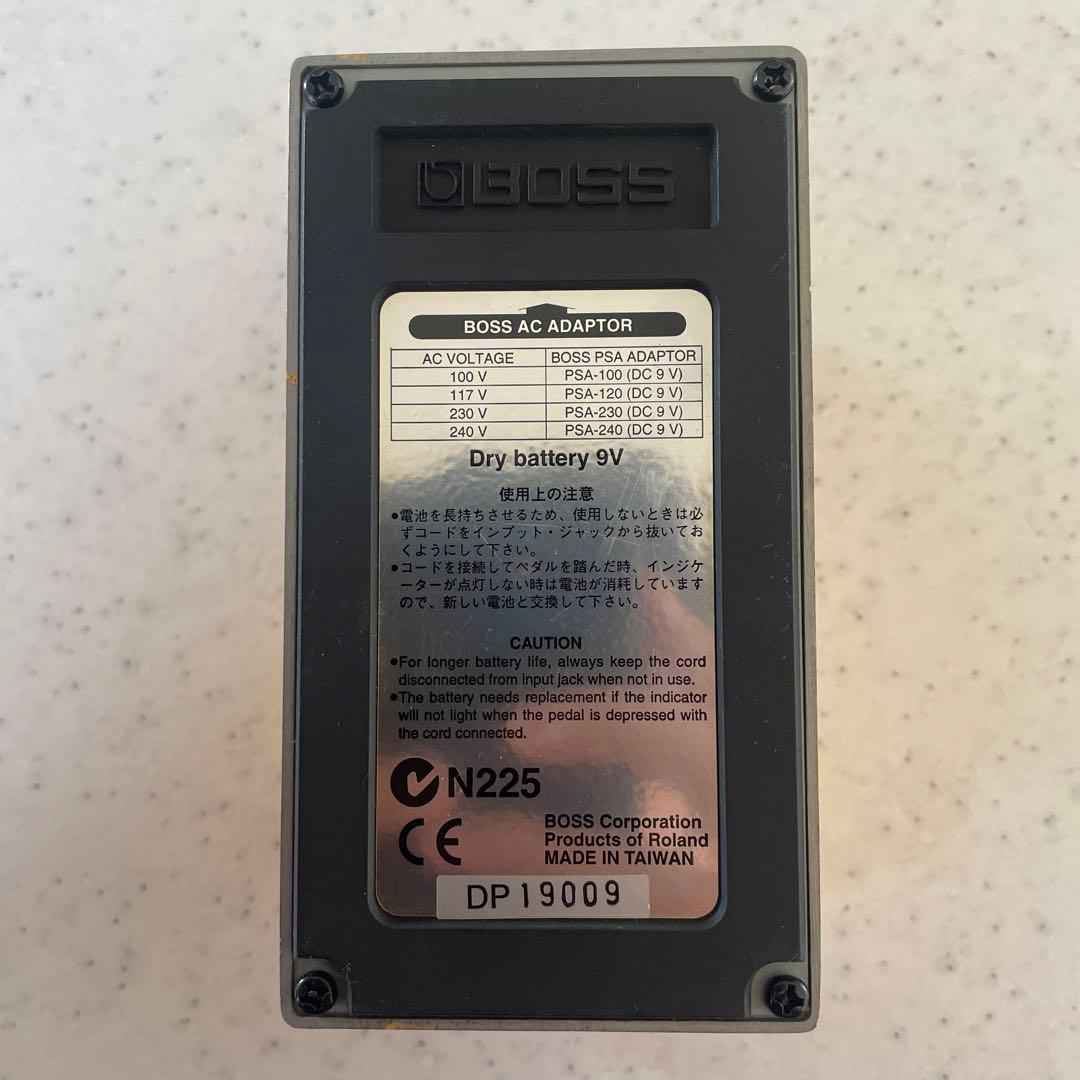 BOSS
BOSS AC ADAPTOR
AC VOLTAGE BOSS PSA ADAPTOR
100 V PSA-100 (DC 9 V)
117 V PSA-120 (DC 9 V)
230 V PSA-230 (DC 9 V)
240 V PSA-240 (DC 9 V)
Dry battery 9V
使用上の注意
●電池を長持ちさせるため、使用しないときは必
ずコードをインプット・ジャックから抜いてお
くようにして下さい。
●コードを接続してペダルを踏んだ時、インジケ
ーターが点灯しない時は電池が消耗しています
ので、新しい電池と交換して下さい。
CAUTION
●For longer battery life, always keep the cord
disconnected from input jack when not in use.
●The battery needs replacement if the indicator
will not light when the pedal is depressed with
the cord connected.
N225
CE
BOSS Corporation
Products of Roland
MADE IN TAIWAN
DP19009